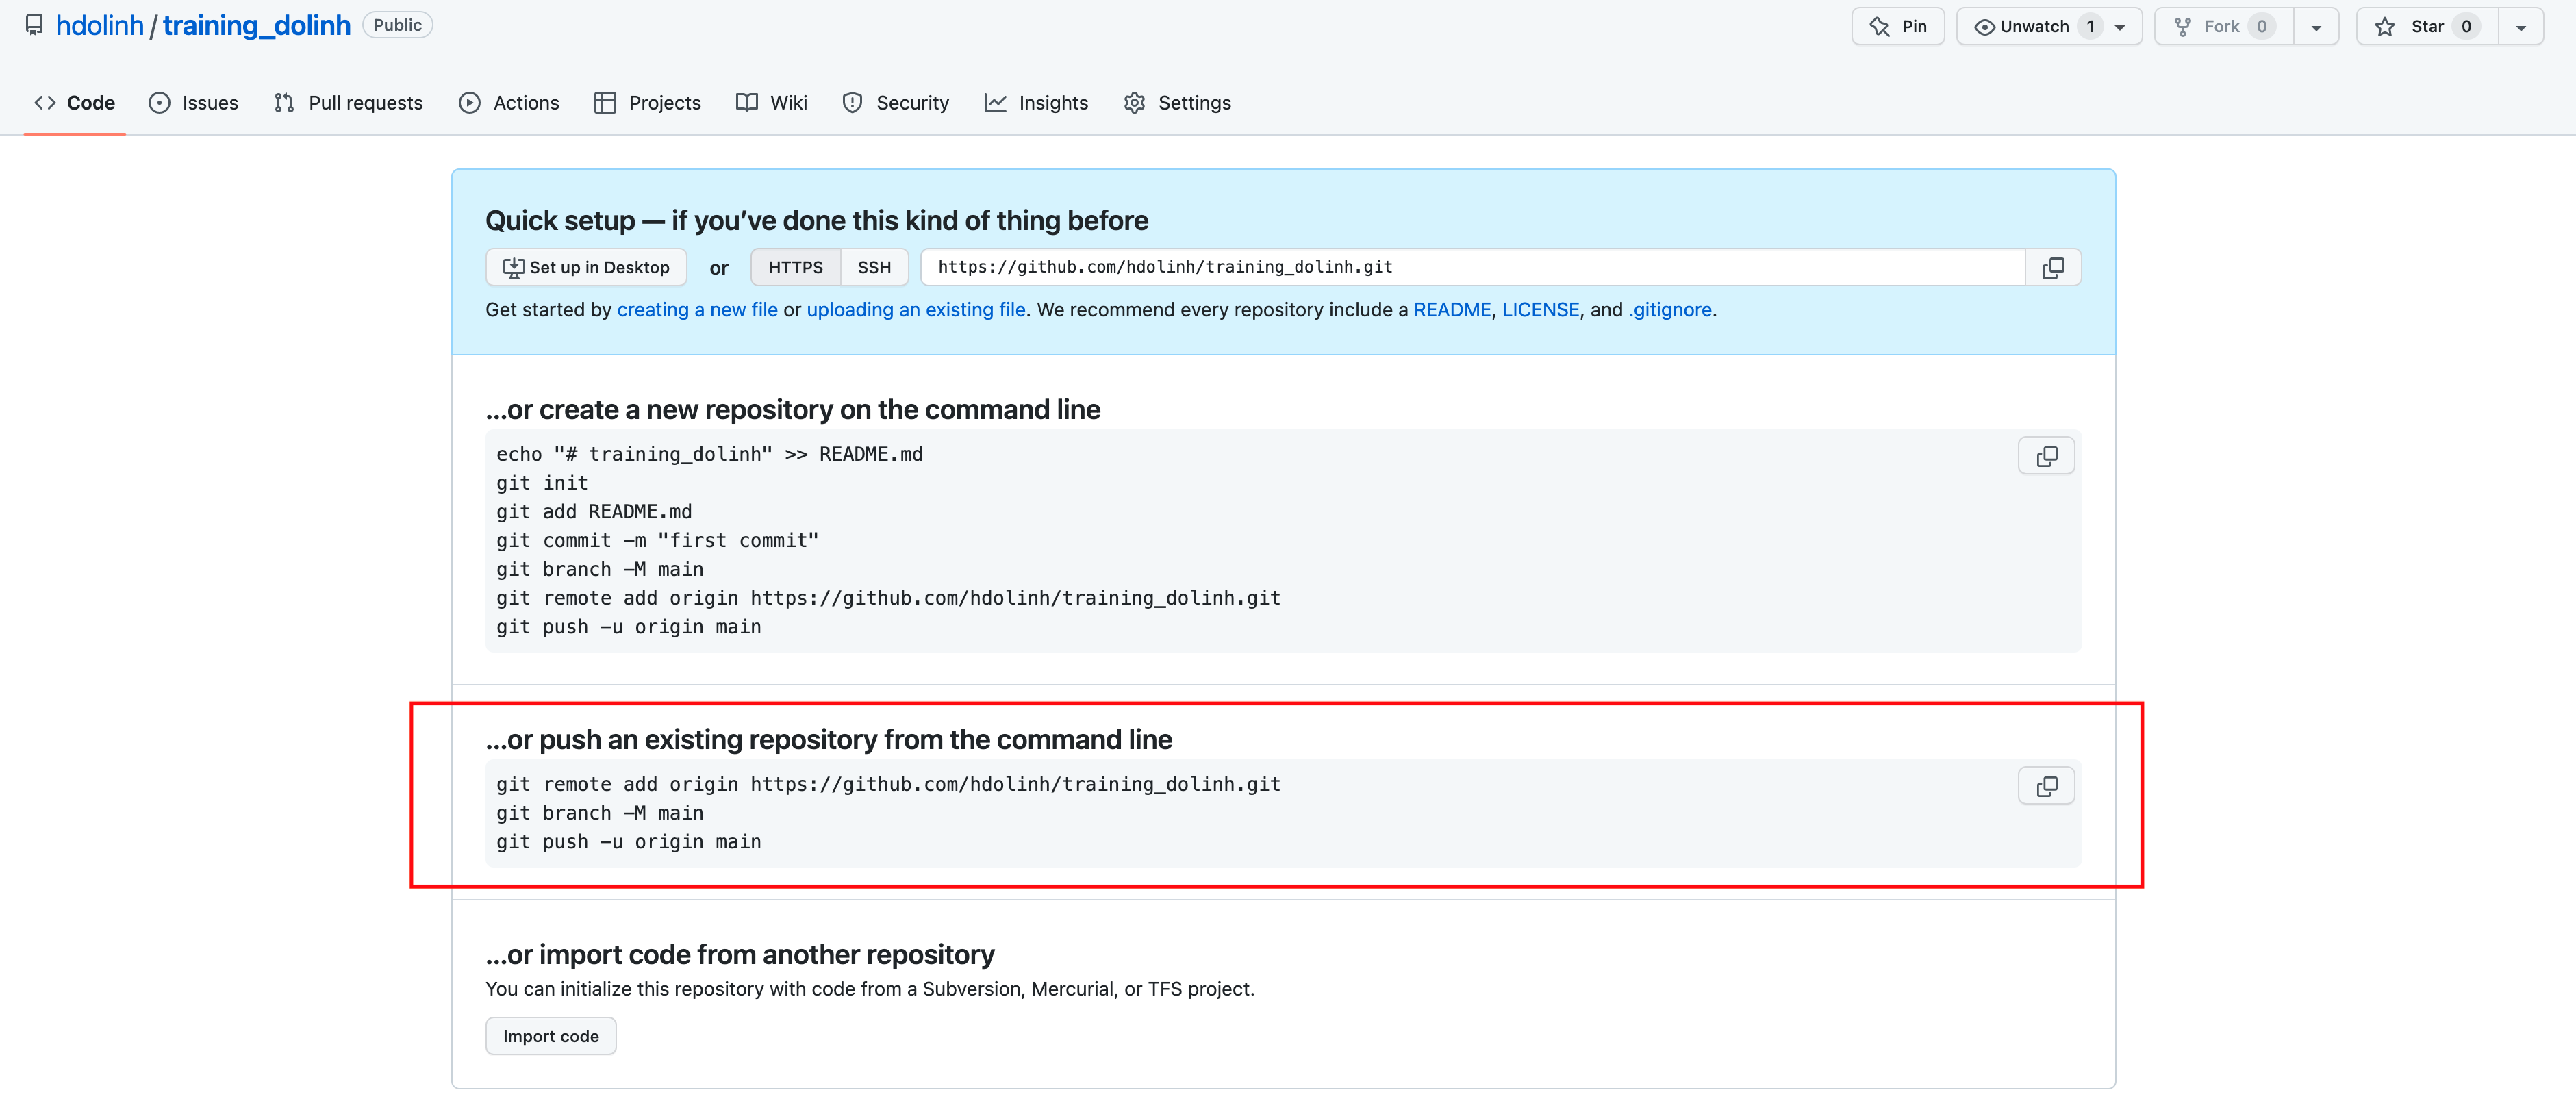 hdolinh / training_dolinh Public
Pin
Unwatch 1
Fork 0
Star 0
Code
Issues
Pull requests
Actions
Projects
Wiki
Security
Insights
Settings
Quick setup — if you’ve done this kind of thing before
Set up in Desktop or HTTPS SSH https://github.com/hdolinh/training_dolinh.git
Get started by creating a new file or uploading an existing file. We recommend every repository include a README, LICENSE, and .gitignore.
…or create a new repository on the command line
echo "# training_dolinh" >> README.md
git init
git add README.md
git commit -m "first commit"
git branch -M main
git remote add origin https://github.com/hdolinh/training_dolinh.git
git push -u origin main
…or push an existing repository from the command line
git remote add origin https://github.com/hdolinh/training_dolinh.git
git branch -M main
git push -u origin main
…or import code from another repository
You can initialize this repository with code from a Subversion, Mercurial, or TFS project.
Import code